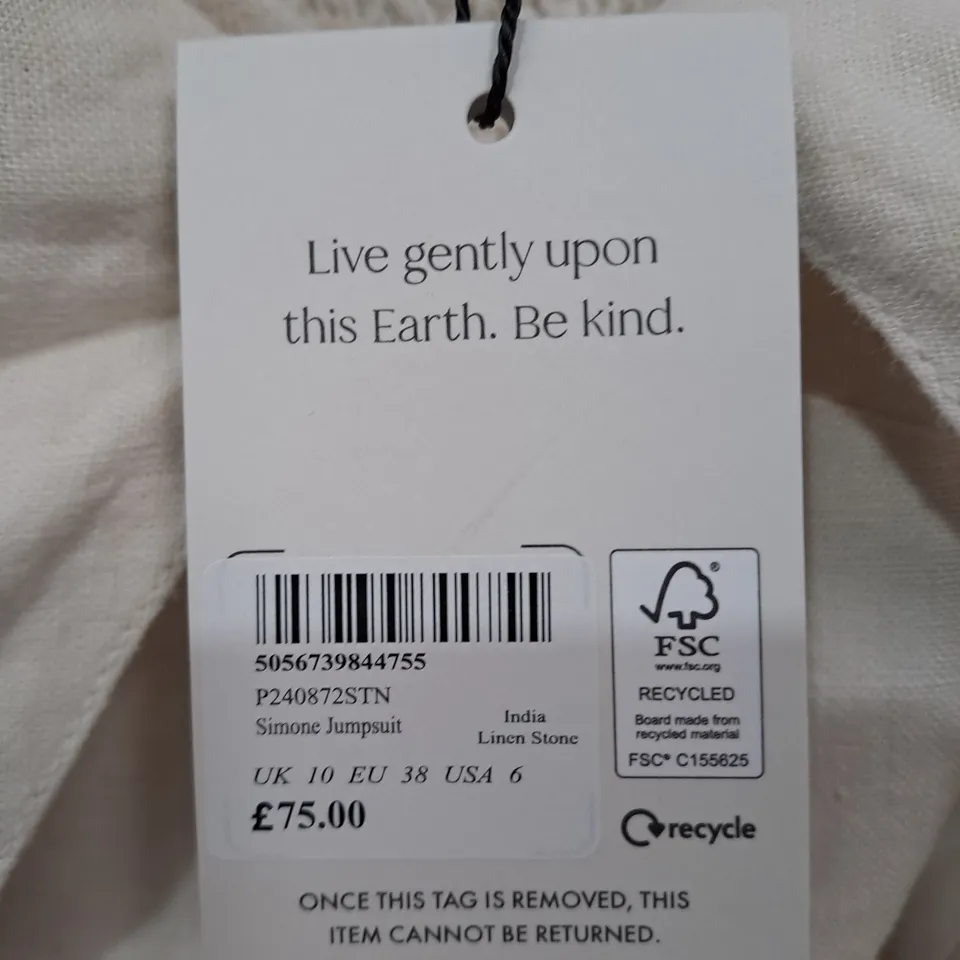 Live gently upon
this Earth. Be kind.
5056739844755
P240872STN
Simone Jumpsuit
India
Linen Stone
UK 10 EU 38 USA 6
£75.00
®
FSC
www.fsc.org
RECYCLED
Board made from
recycled material
FSC® C155625
recycle
ONCE THIS TAG IS REMOVED, THIS
ITEM CANNOT BE RETURNED.